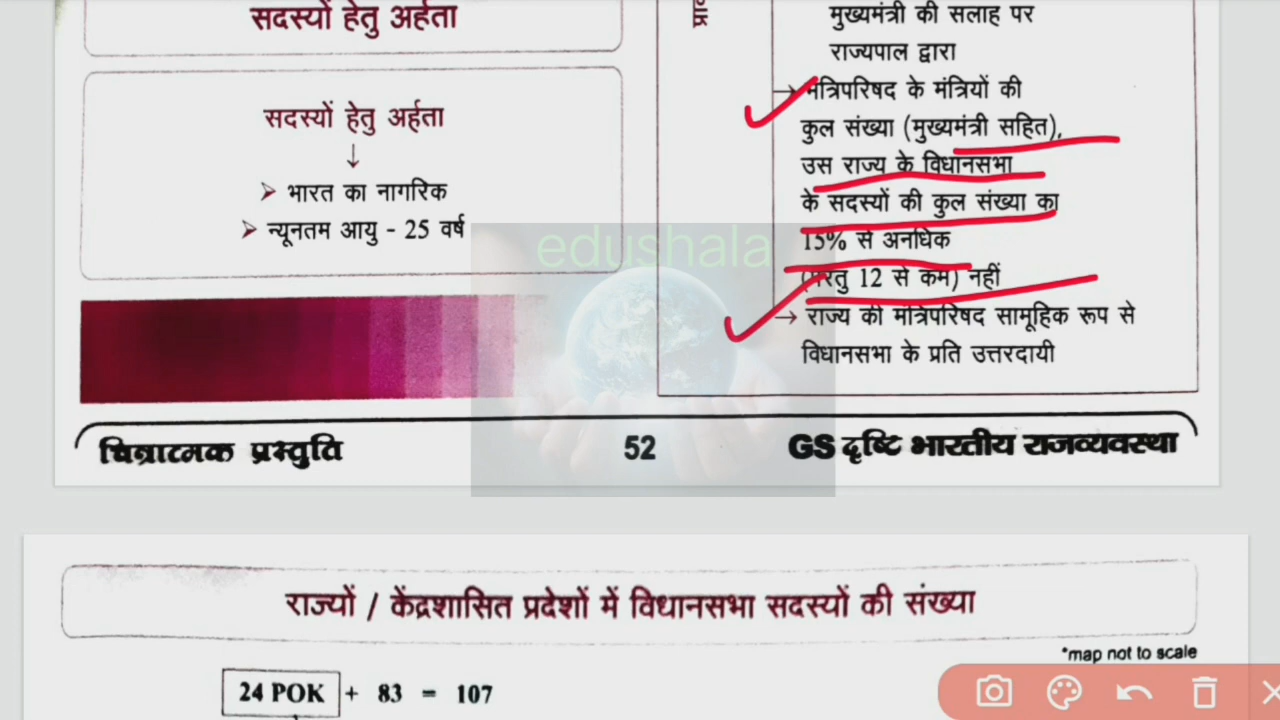 सदस्यों हेतु अर्हता
सदस्यों हेतु अर्हता
↓
➢ भारत का नागरिक
➢ न्यूनतम आयु - 25 वर्ष
मुख्यमंत्री की सलाह पर
राज्यपाल द्वारा
→ मंत्रिपरिषद के मंत्रियों की
कुल संख्या (मुख्यमंत्री सहित),
उस राज्य के विधानसभा
के सदस्यों की कुल संख्या का
15% से अनधिक
(परंतु 12 से कम) नहीं
→ राज्य की मंत्रिपरिषद सामूहिक रूप से
विधानसभा के प्रति उत्तरदायी
edushala
चित्रात्मक प्रस्तुति 52 GS दृष्टि भारतीय राजव्यवस्था
राज्यों / केंद्रशासित प्रदेशों में विधानसभा सदस्यों की संख्या
*map not to scale
24 POK + 83 = 107